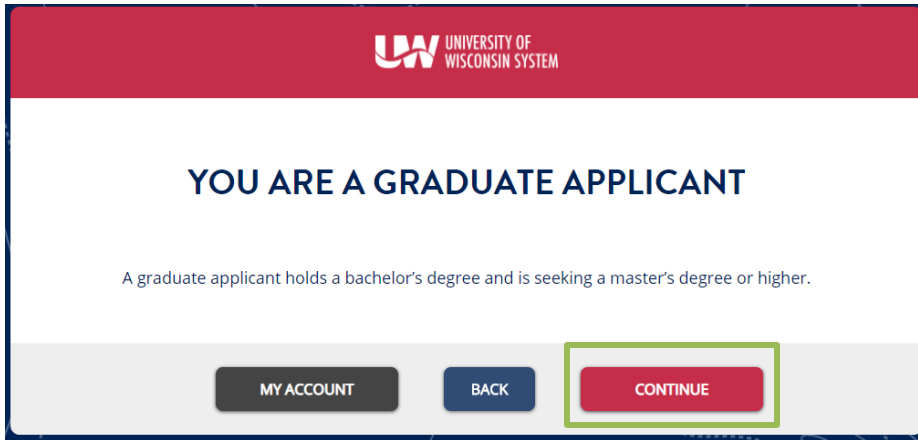 UW UNIVERSITY OF
WISCONSIN SYSTEM
YOU ARE A GRADUATE APPLICANT
A graduate applicant holds a bachelor’s degree and is seeking a master’s degree or higher.
MY ACCOUNT BACK CONTINUE